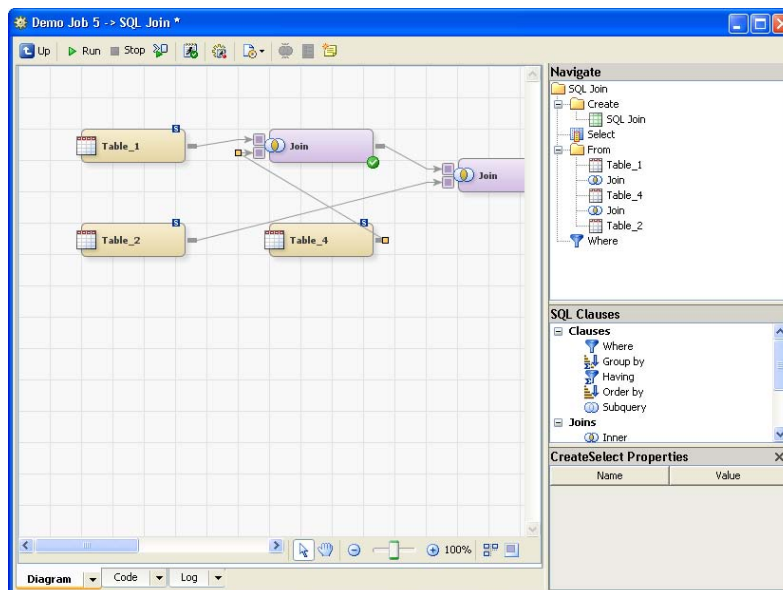 Demo Job 5 -> SQL Join *
Up Run Stop
Table_1
Join
Join
Table_2
Table_4
100%
Diagram Code Log
Navigate
SQL Join
Create
SQL Join
Select
From
Table_1
Join
Table_4
Join
Table_2
Where
SQL Clauses
Clauses
Where
Group by
Having
Order by
Subquery
Joins
Inner
CreateSelect Properties
Name Value